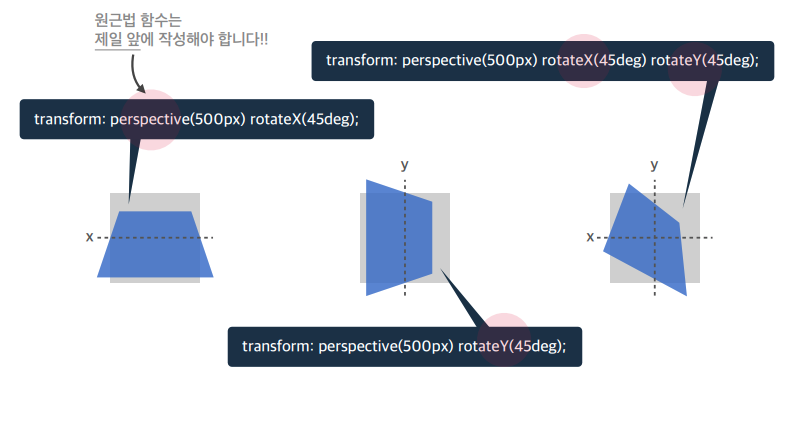 원근법 함수는
제일 앞에 작성해야 합니다!!
transform: perspective(500px) rotateX(45deg) rotateY(45deg);
transform: perspective(500px) rotateX(45deg);
y
y
x
x
transform: perspective(500px) rotateY(45deg);